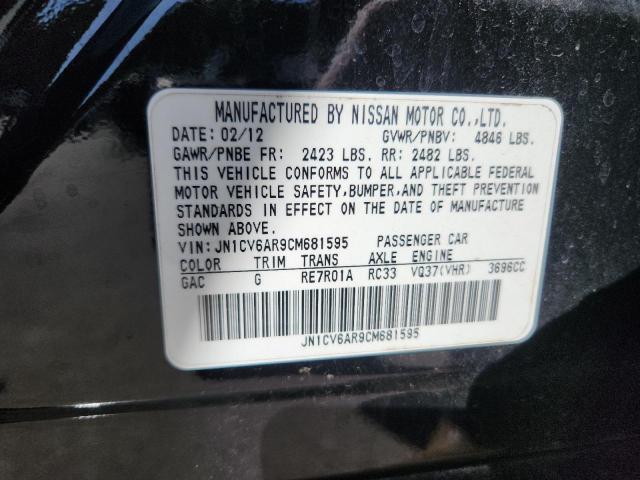 MANUFACTURED BY NISSAN MOTOR CO.,LTD.
DATE: 02/12 GVWR/PNBV: 4846 LBS.
GAWR/PNBE FR: 2423 LBS. RR: 2482 LBS.
THIS VEHICLE CONFORMS TO ALL APPLICABLE FEDERAL
MOTOR VEHICLE SAFETY,BUMPER,AND THEFT PREVENTION
STANDARDS IN EFFECT ON THE DATE OF MANUFACTURE
SHOWN ABOVE.
VIN: JN1CV6AR9CM681595 PASSENGER CAR
COLOR TRIM TRANS AXLE ENGINE
GAC G RE7R01A RC33 VQ37(VHR) 3696CC
JN1CV6AR9CM681595